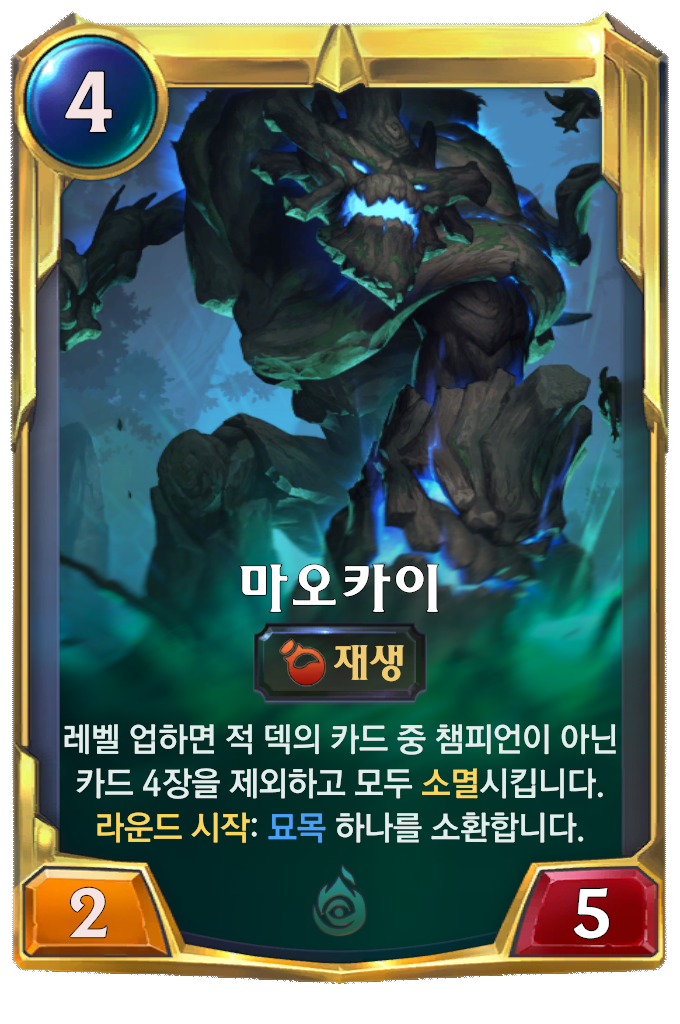 4
마오카이
재생
레벨 업하면 적 덱의 카드 중 챔피언이 아닌
카드 4장을 제외하고 모두 소멸시킵니다.
라운드 시작: 묘목 하나를 소환합니다.
2
5